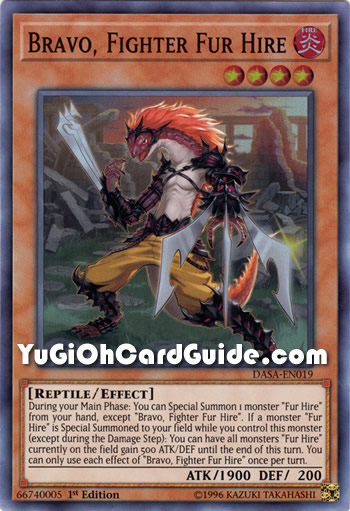 Bravo, Fighter Fur Hire
FIRE
炎
YuGiOhCardGuide.com
DASA-EN019
[Reptile/Effect]
During your Main Phase: You can Special Summon 1 monster "Fur Hire"
from your hand, except "Bravo, Fighter Fur Hire". If a monster "Fur
Hire" is Special Summoned to your field while you control this monster
(except during the Damage Step): You can have all monsters "Fur Hire"
currently on the field gain 500 ATK/DEF until the end of this turn. You
can only use each effect of "Bravo, Fighter Fur Hire" once per turn.
ATK/1900 DEF/ 200
66740005 1st Edition ©1996 KAZUKI TAKAHASHI